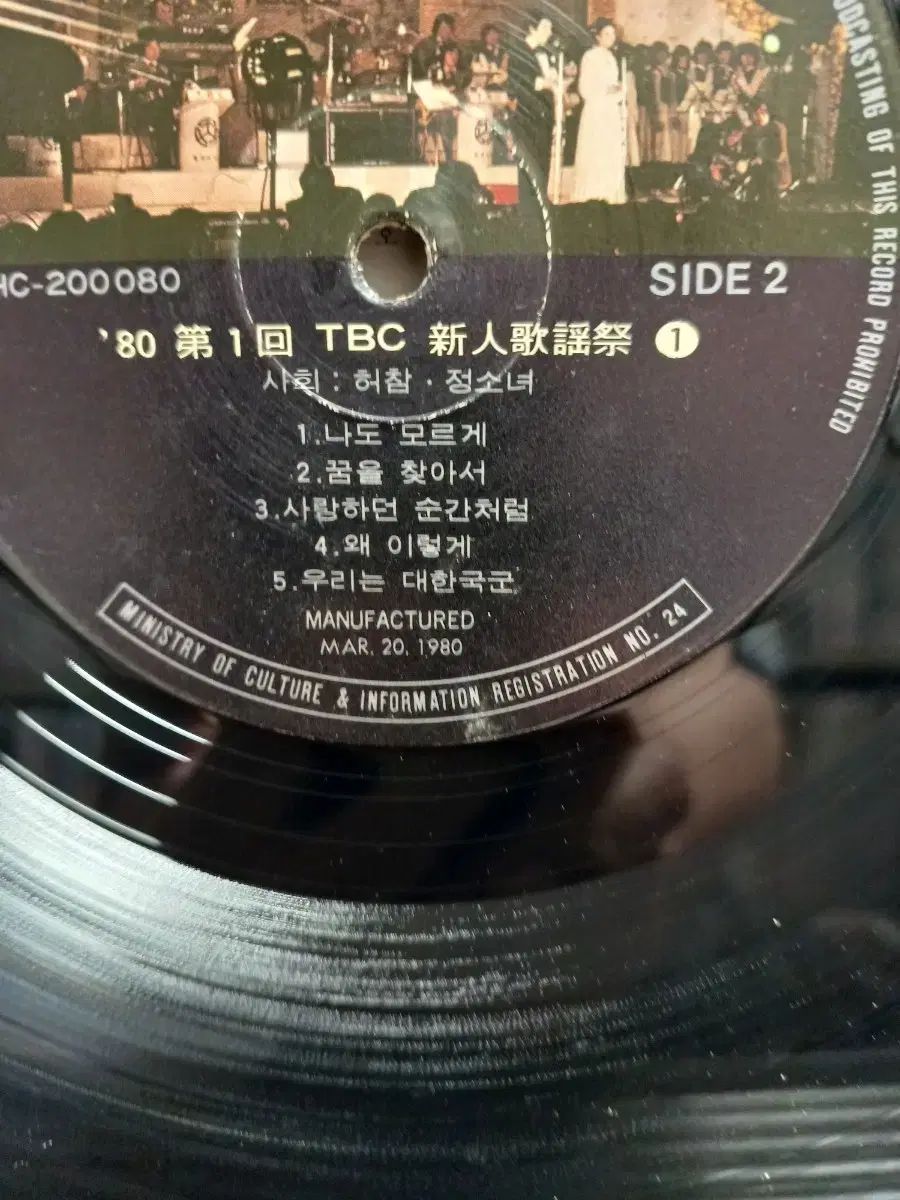 HC-200080
SIDE 2
'80 第1回 TBC 新人歌謡祭 1
사회 : 허참 · 정소녀
1.나도 모르게
2.꿈을 찾아서
3.사랑하던 순간처럼
4.왜 이렇게
5.우리는 대한국군
MANUFACTURED
MAR. 20. 1980
MINISTRY OF CULTURE & INFORMATION REGISTRATION NO. 24
OF THIS RECORD PROHIBITED